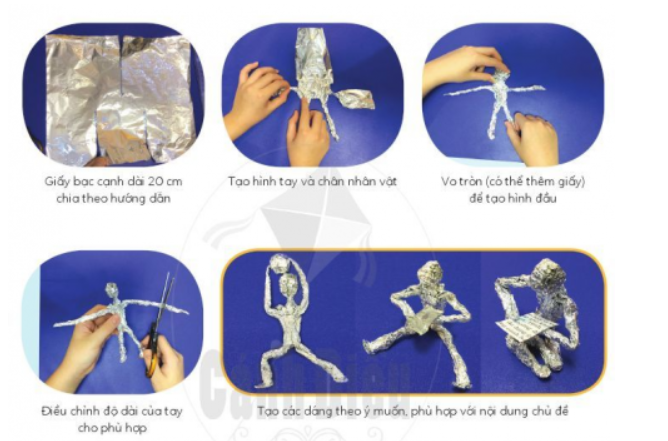 Giấy bạc cạnh dài 20 cm
chia theo hướng dẫn
Tạo hình tay và chân nhân vật
Vo tròn (có thể thêm giấy)
để tạo hình đầu
Điều chỉnh độ dài của tay
cho phù hợp
Tạo các dáng theo ý muốn, phù hợp với nội dung chủ đề
Cánh Diều